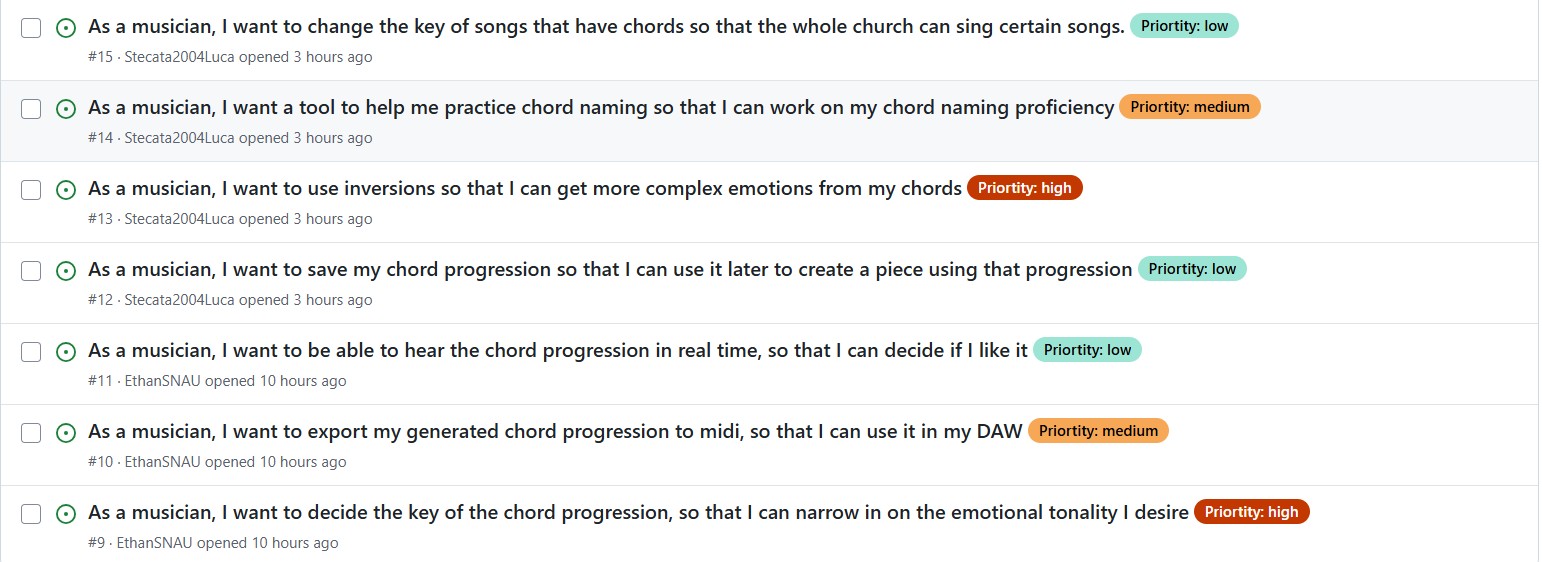 As a musician, I want to change the key of songs that have chords so that the whole church can sing certain songs. Priortity: low
#15 · Stecata2004Luca opened 3 hours ago
As a musician, I want a tool to help me practice chord naming so that I can work on my chord naming proficiency Priortity: medium
#14 · Stecata2004Luca opened 3 hours ago
As a musician, I want to use inversions so that I can get more complex emotions from my chords Priortity: high
#13 · Stecata2004Luca opened 3 hours ago
As a musician, I want to save my chord progression so that I can use it later to create a piece using that progression Priortity: low
#12 · Stecata2004Luca opened 3 hours ago
As a musician, I want to be able to hear the chord progression in real time, so that I can decide if I like it Priortity: low
#11 · EthanSNAU opened 10 hours ago
As a musician, I want to export my generated chord progression to midi, so that I can use it in my DAW Priortity: medium
#10 · EthanSNAU opened 10 hours ago
As a musician, I want to decide the key of the chord progression, so that I can narrow in on the emotional tonality I desire Priortity: high
#9 · EthanSNAU opened 10 hours ago